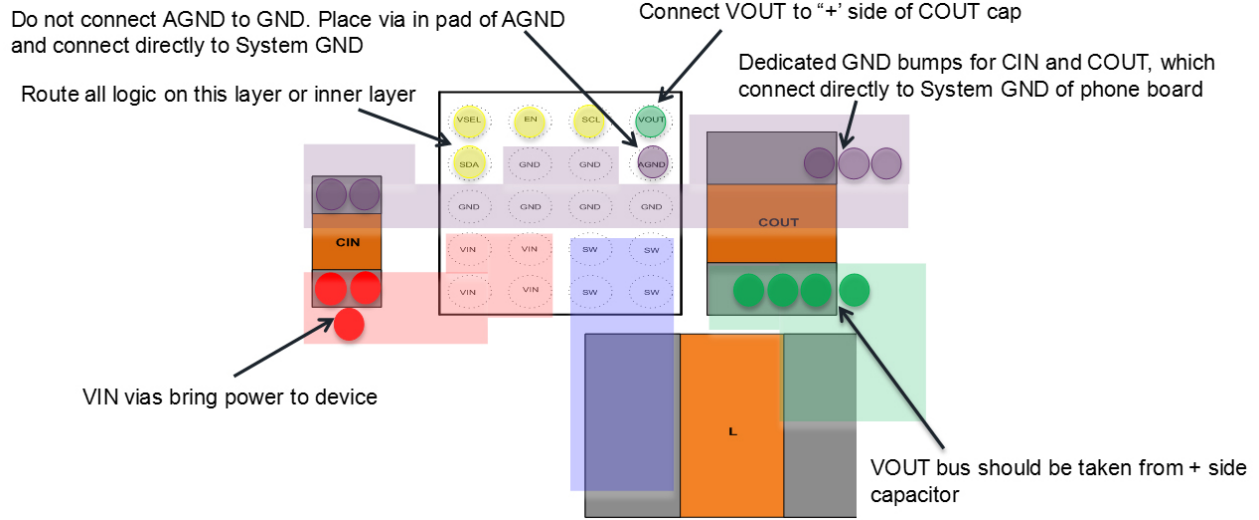 Do not connect AGND to GND. Place via in pad of AGND
and connect directly to System GND
Connect VOUT to “+’ side of COUT cap
Dedicated GND bumps for CIN and COUT, which
connect directly to System GND of phone board
Route all logic on this layer or inner layer
VSEL EN SCL VOUT
SDA GND GND AGND
GND GND GND GND
VIN VIN SW SW
VIN VIN SW SW
CIN
COUT
L
VIN vias bring power to device
VOUT bus should be taken from + side
capacitor